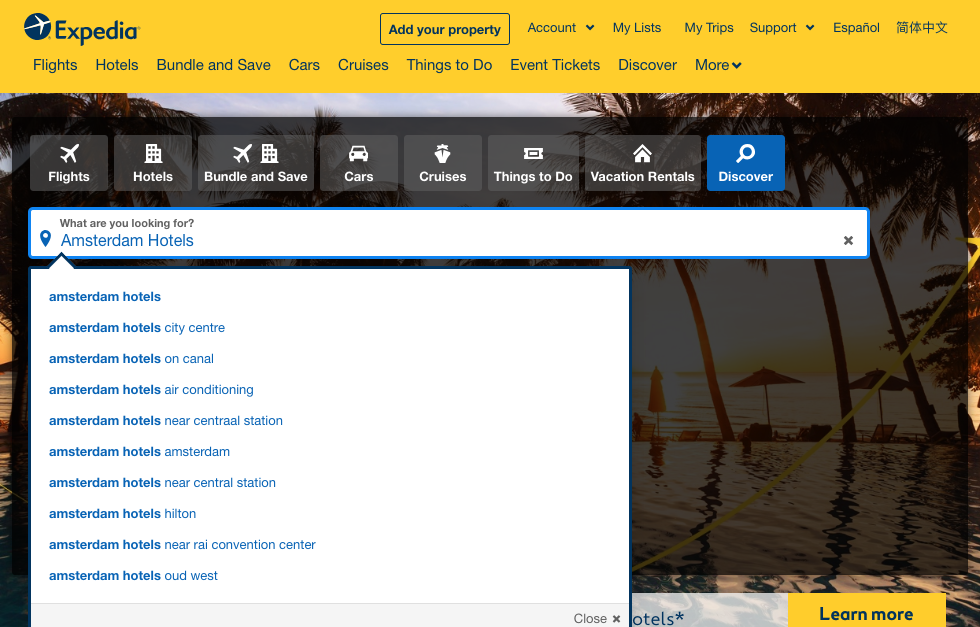 Expedia
Add your property
Account
My Lists
My Trips
Support
Español
简体中文
Flights
Hotels
Bundle and Save
Cars
Cruises
Things to Do
Event Tickets
Discover
More
Flights
Hotels
Bundle and Save
Cars
Cruises
Things to Do
Vacation Rentals
Discover
What are you looking for?
Amsterdam Hotels
amsterdam hotels
amsterdam hotels city centre
amsterdam hotels on canal
amsterdam hotels air conditioning
amsterdam hotels near centraal station
amsterdam hotels amsterdam
amsterdam hotels near central station
amsterdam hotels hilton
amsterdam hotels near rai convention center
amsterdam hotels oud west
Close
otels*
Learn more